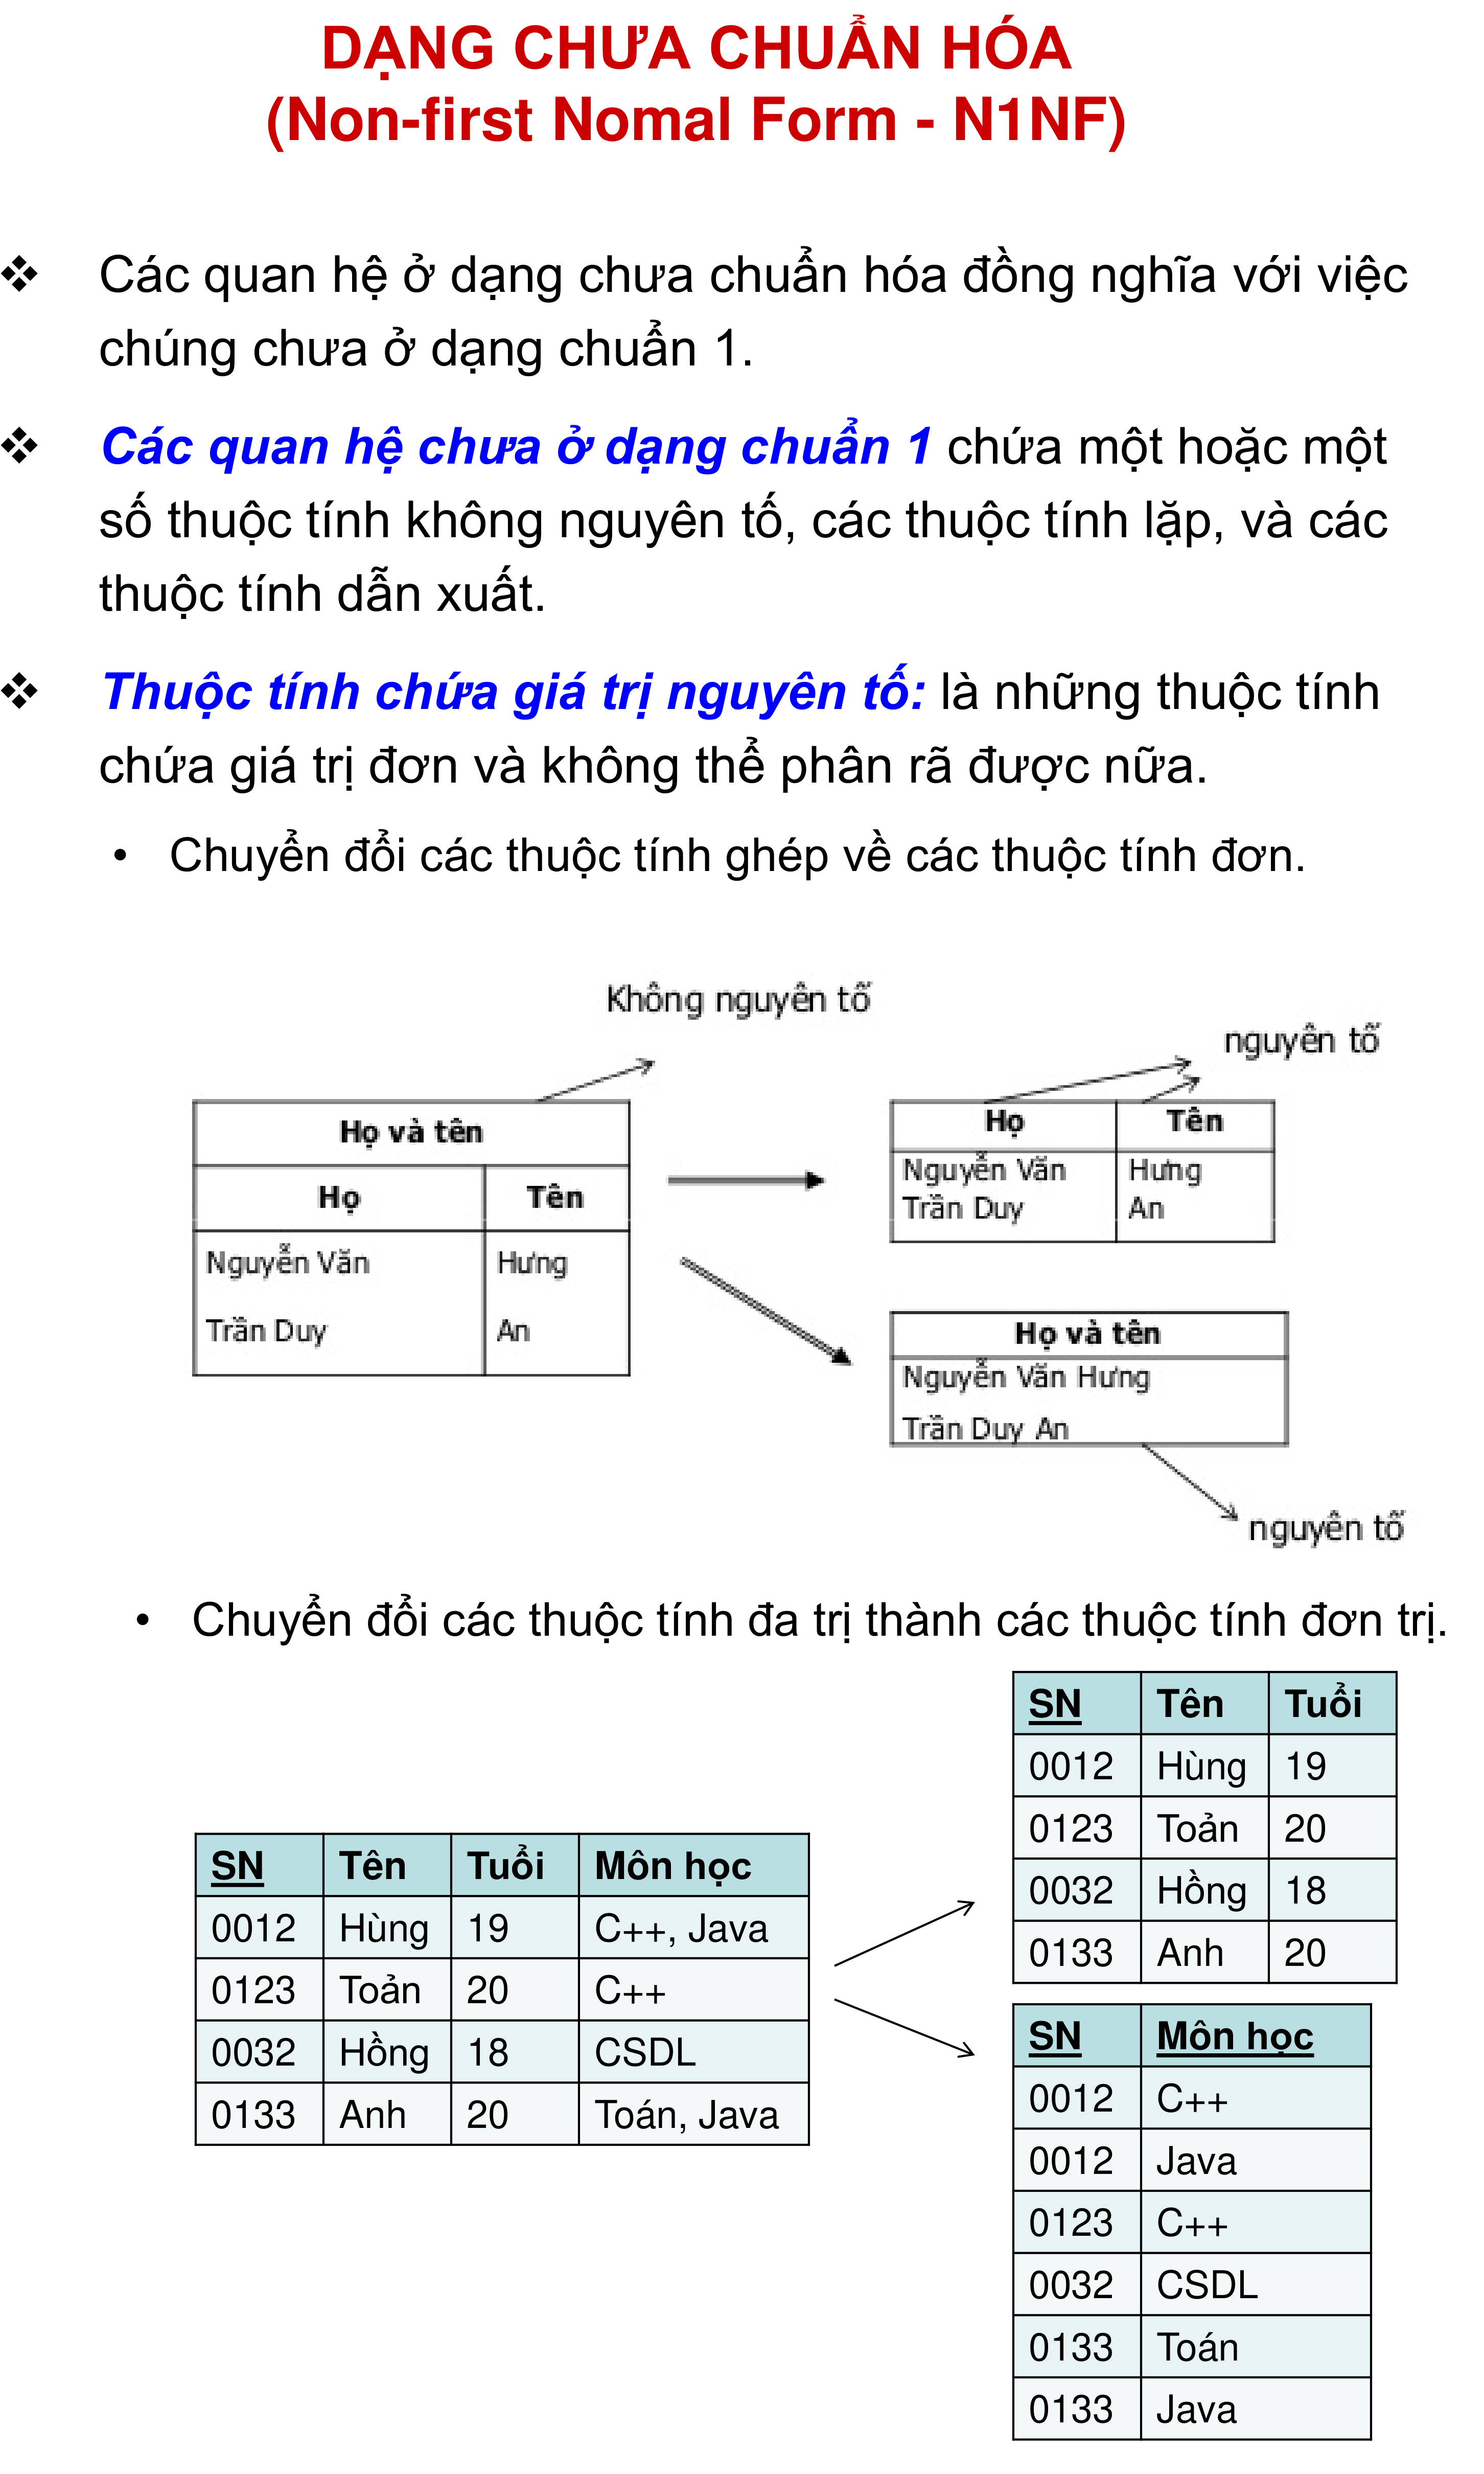 DẠNG CHƯA CHUẨN HÓA
(Non-first Nomal Form - N1NF)
❖ Các quan hệ ở dạng chưa chuẩn hóa đồng nghĩa với việc
chúng chưa ở dạng chuẩn 1.
❖ Các quan hệ chưa ở dạng chuẩn 1 chứa một hoặc một
số thuộc tính không nguyên tố, các thuộc tính lặp, và các
thuộc tính dẫn xuất.
❖ Thuộc tính chứa giá trị nguyên tố: là những thuộc tính
chứa giá trị đơn và không thể phân rã được nữa.
• Chuyển đổi các thuộc tính ghép về các thuộc tính đơn.
Không nguyên tố
Họ và tên
Họ Tên
Nguyễn Văn Hưng
Trần Duy An
nguyên tố
Họ Tên
Nguyễn Văn Hưng
Trần Duy An
Họ và tên
Nguyễn Văn Hưng
Trần Duy An
nguyên tố
• Chuyển đổi các thuộc tính đa trị thành các thuộc tính đơn trị.
SN Tên Tuổi Môn học
0012 Hùng 19 C++, Java
0123 Toản 20 C++
0032 Hồng 18 CSDL
0133 Anh 20 Toán, Java
SN Tên Tuổi
0012 Hùng 19
0123 Toản 20
0032 Hồng 18
0133 Anh 20
SN Môn học
0012 C++
0012 Java
0123 C++
0032 CSDL
0133 Toán
0133 Java